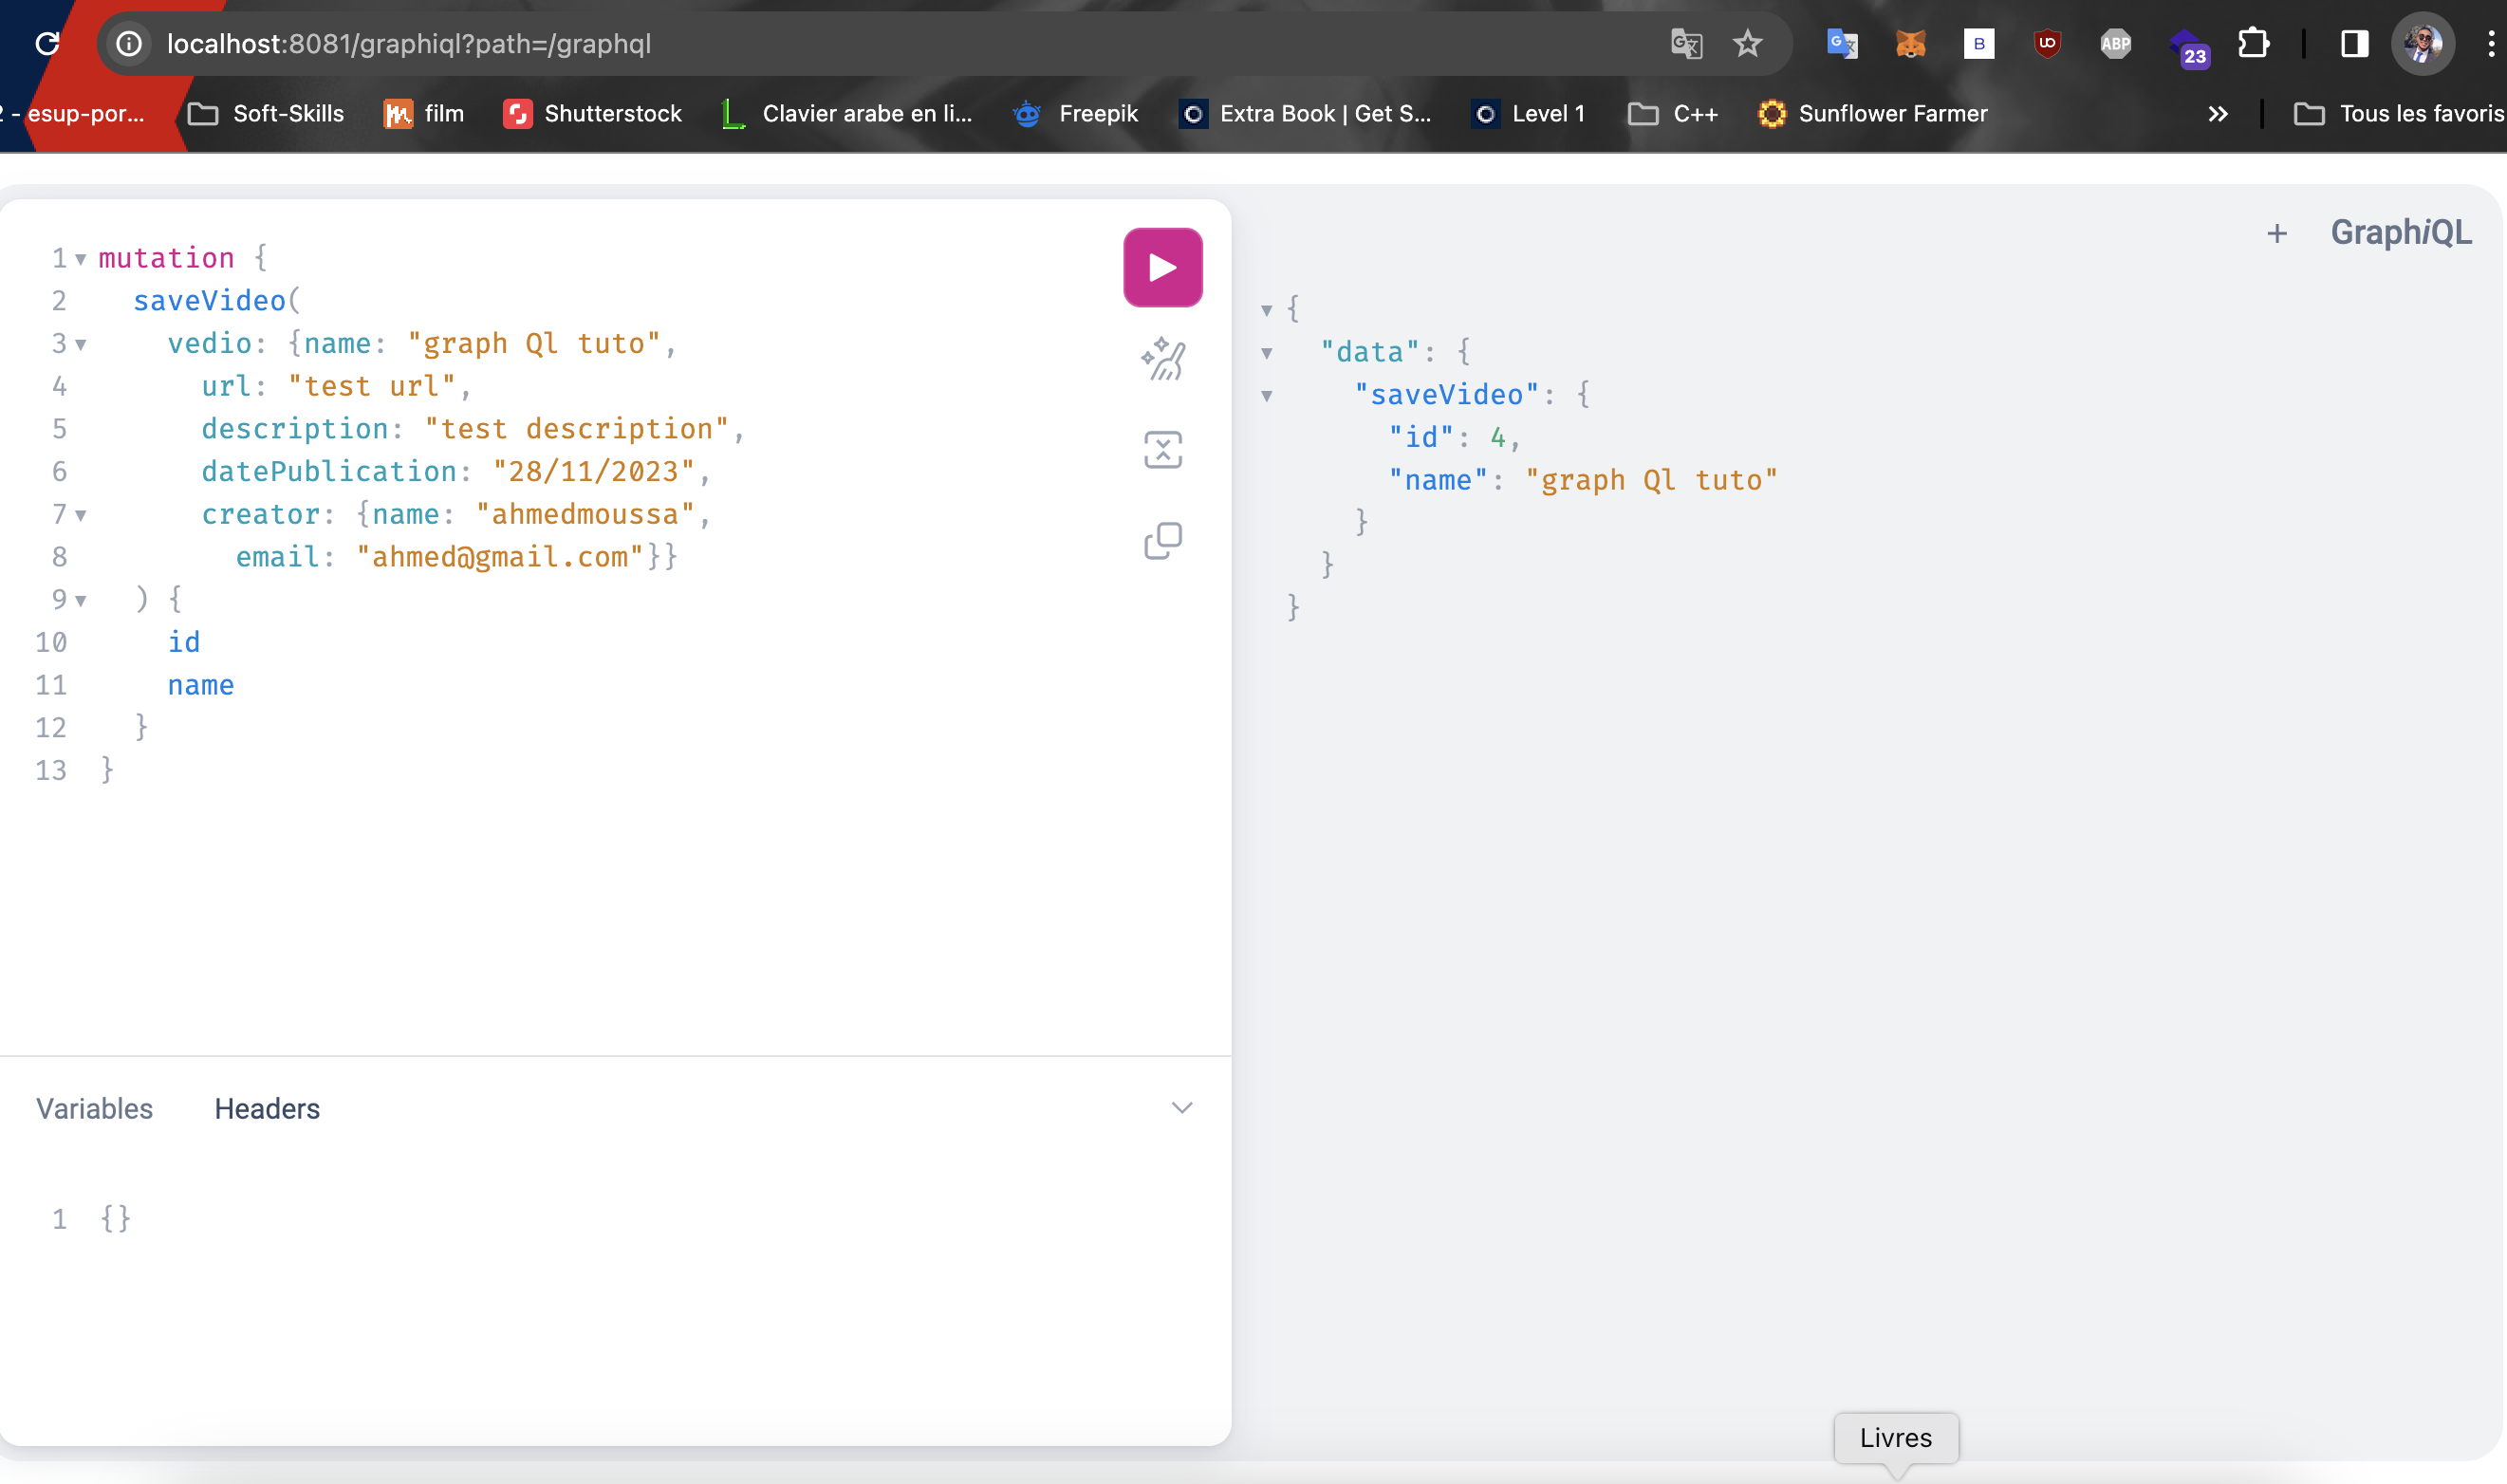 localhost:8081/graphiql?path=/graphql
B
UD
ABP
23
2 - esup-por...
Soft-Skills
film
Shutterstock
Clavier arabe en li...
Freepik
Extra Book | Get S...
Level 1
C++
Sunflower Farmer
Tous les favoris
GraphiQL
1 mutation {
2 saveVideo(
3 vedio: {name: "graph Ql tuto",
4 url: "test url",
5 description: "test description",
6 datePublication: "28/11/2023",
7 creator: {name: "ahmedmoussa",
8 email: "ahmed@gmail.com"}}
9 ) {
10 id
11 name
12 }
13 }
{
"data": {
"saveVideo": {
"id": 4,
"name": "graph Ql tuto"
}
}
}
Variables
Headers
1 {}
Livres